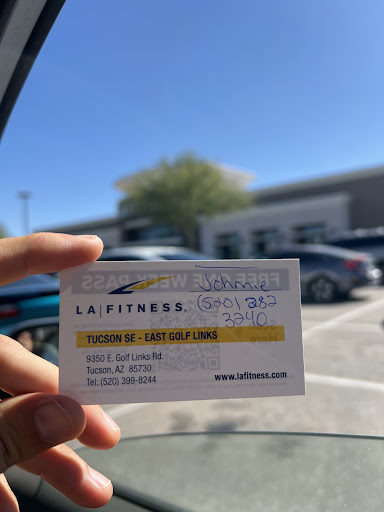 FREE ONE WEEK PASS
Johnnie
(520) 282
3240
LA|FITNESS.
TUCSON SE - EAST GOLF LINKS
9350 E. Golf Links Rd.
Tucson, AZ 85730
Tel: (520) 399-8244
www.lafitness.com